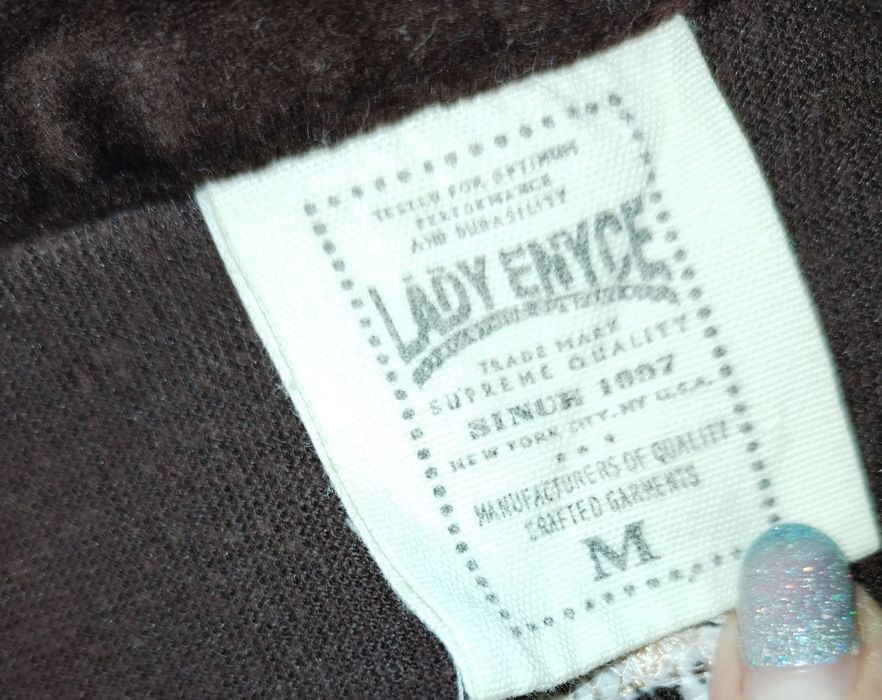 TESTED FOR OPTIMUM
PERFORMANCE
AND DURABILITY
LADY ENYCE
TRADE MARK
SUPREME QUALITY
SINCE 1997
NEW YORK CITY, NY U.S.A.
MANUFACTURERS OF QUALITY
CRAFTED GARMENTS
M